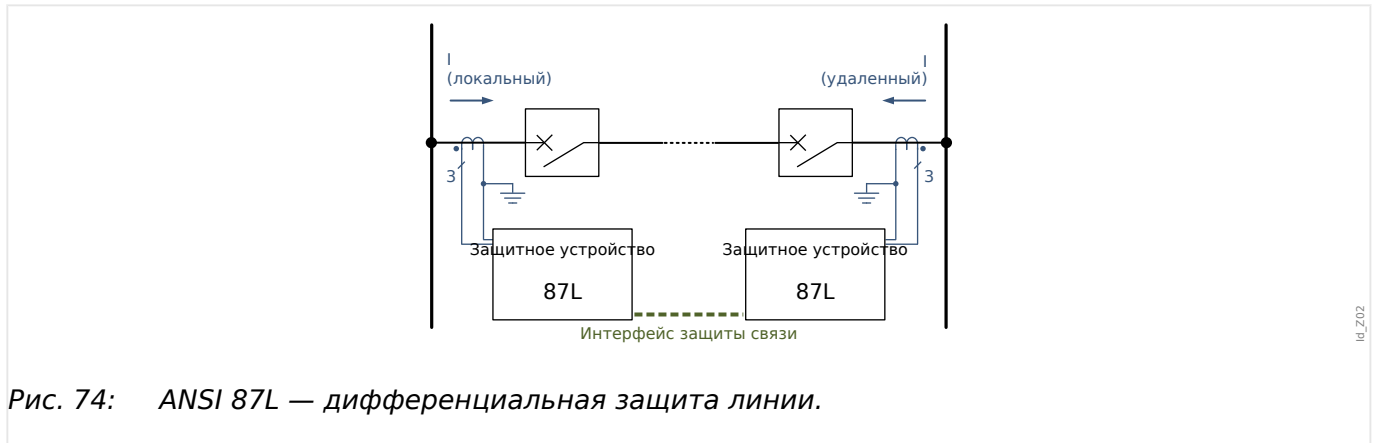 I
(локальный)
I
(удаленный)
3
3
Защитное устройство
87L
Защитное устройство
87L
Интерфейс защиты связи
ld_Z02
Рис. 74: ANSI 87L — дифференциальная защита линии.